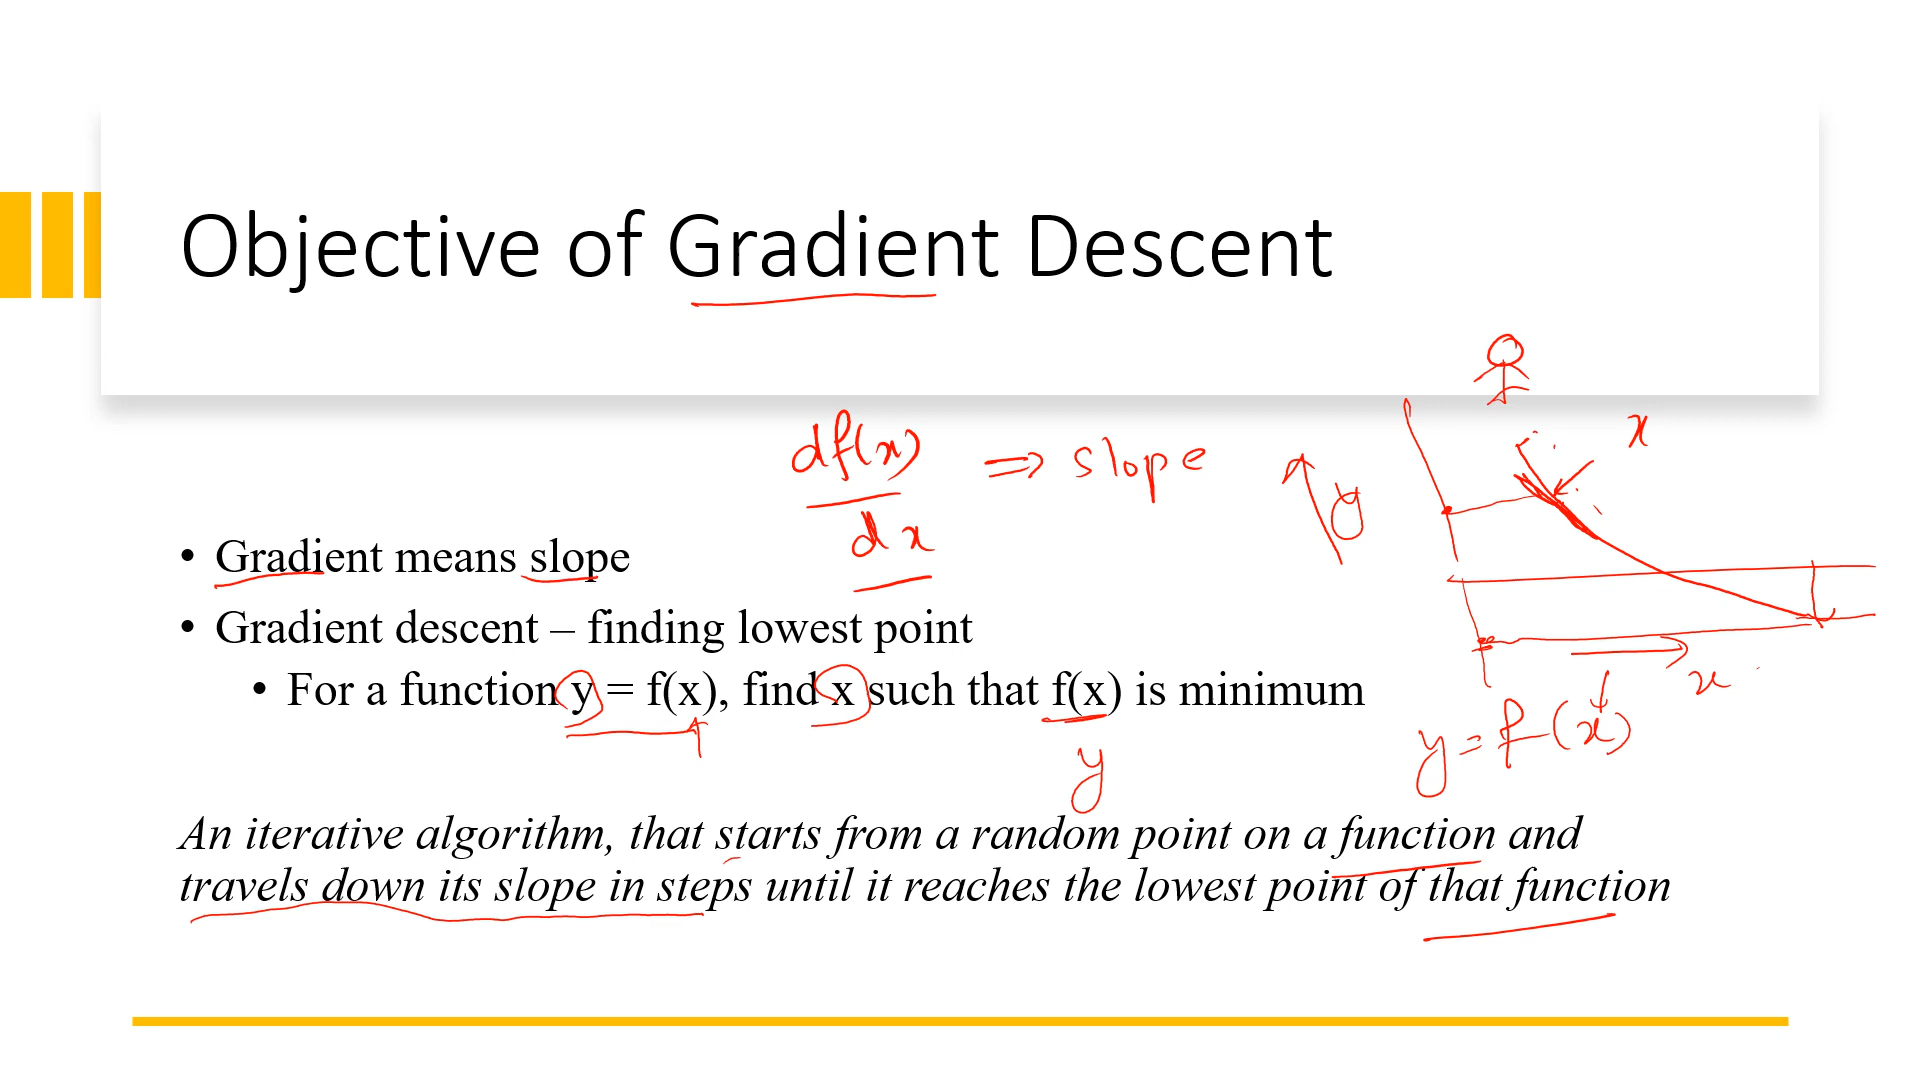 Objective of Gradient Descent
df(x)
dx
⇒ slope
y
x
• Gradient means slope
• Gradient descent – finding lowest point
• For a function y = f(x), find x such that f(x) is minimum
x
y
y = f(x)
An iterative algorithm, that starts from a random point on a function and
travels down its slope in steps until it reaches the lowest point of that function